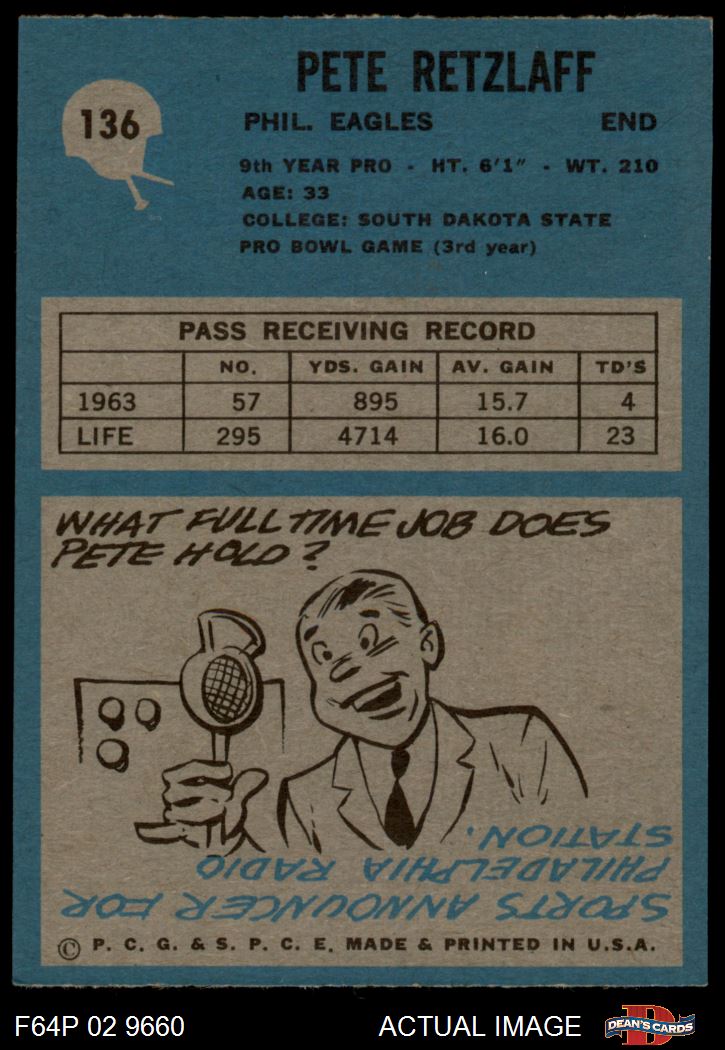 136
PETE RETZLAFF
PHIL. EAGLES END
9th YEAR PRO - HT. 6'1" - WT. 210
AGE: 33
COLLEGE: SOUTH DAKOTA STATE
PRO BOWL GAME (3rd year)
PASS RECEIVING RECORD
NO. YDS. GAIN AV. GAIN TD'S
1963 57 895 15.7 4
LIFE 295 4714 16.0 23
WHAT FULL TIME JOB DOES
PETE HOLD?
SPORTS ANNOUNCER FOR
PHILADELPHIA RADIO
STATION.
© P. C. G. & S. P. C. E. MADE & PRINTED IN U.S.A.
F64P 02 9660 ACTUAL IMAGE
D
DEAN'S CARDS